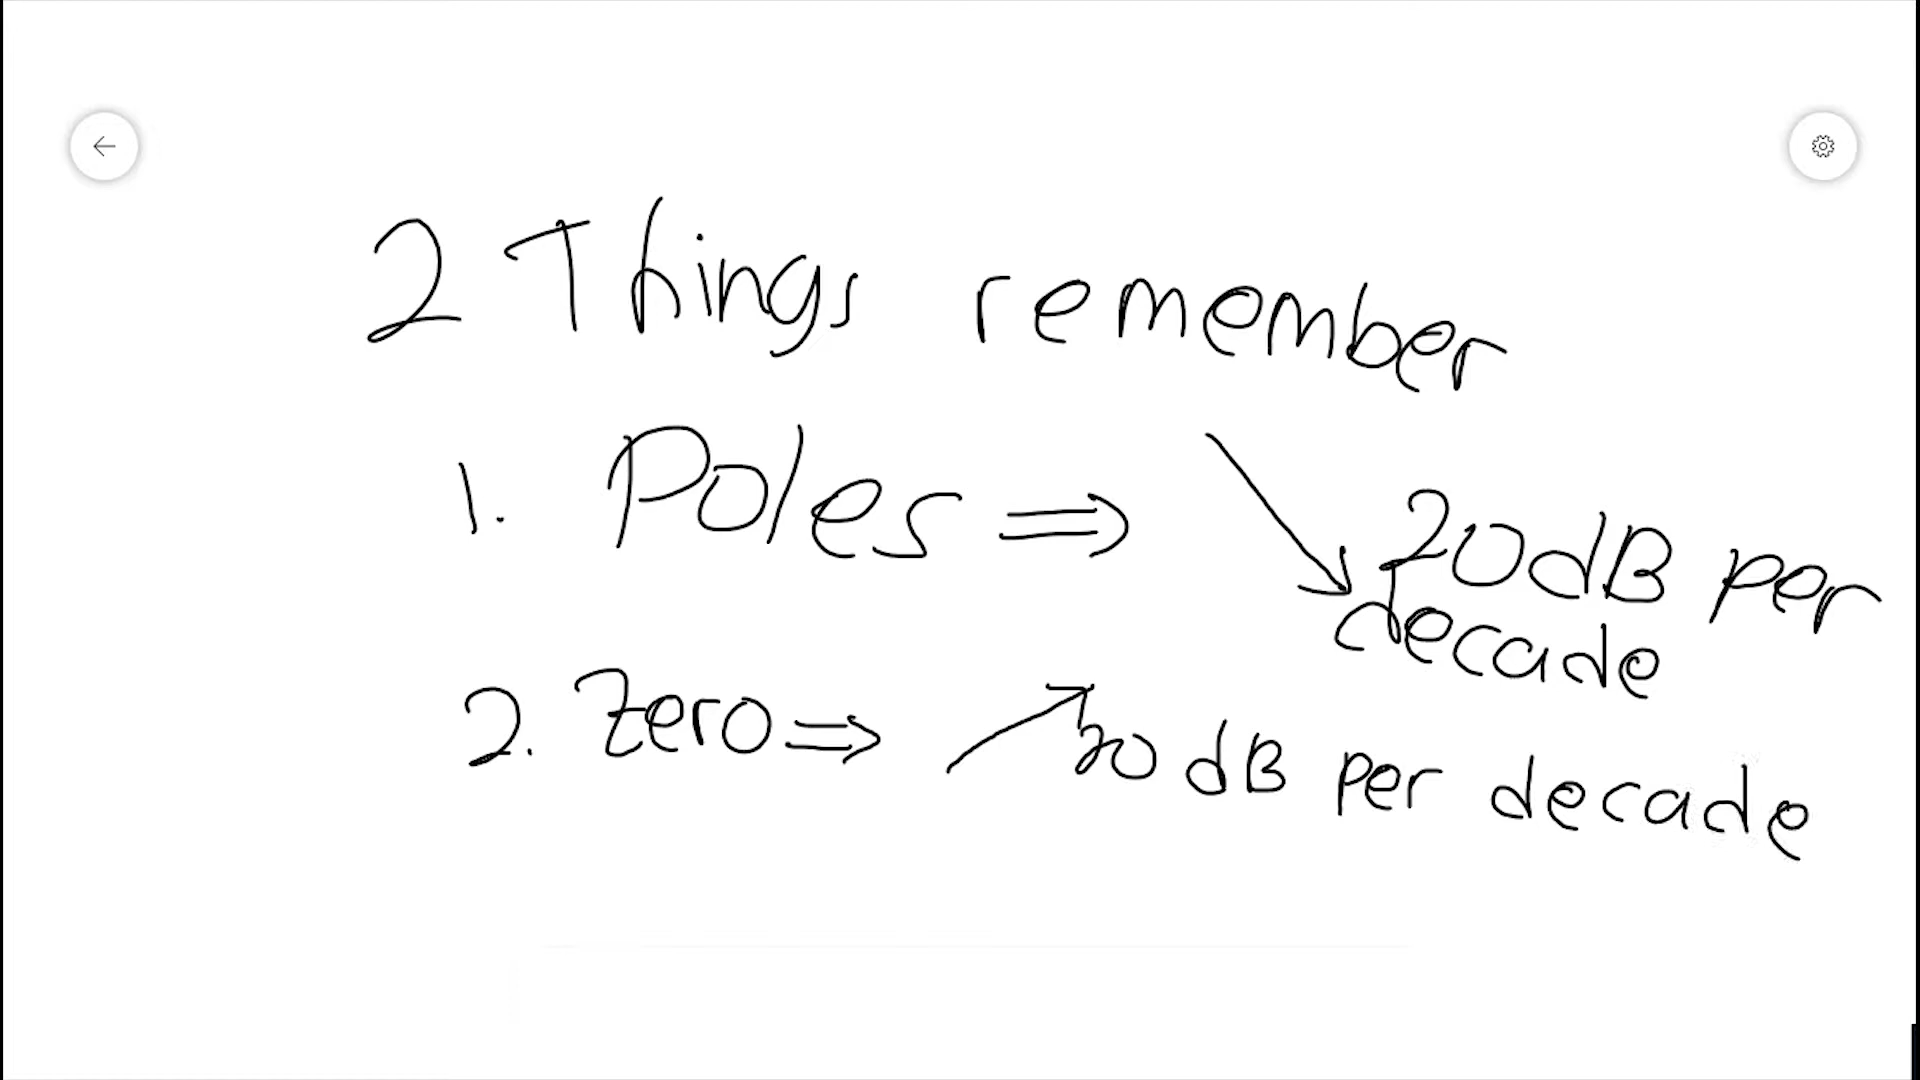 2 Things remember
1. Poles ⇒ ↘ 20dB per
decade
2. Zero ⇒ ↗ 20 dB per decade